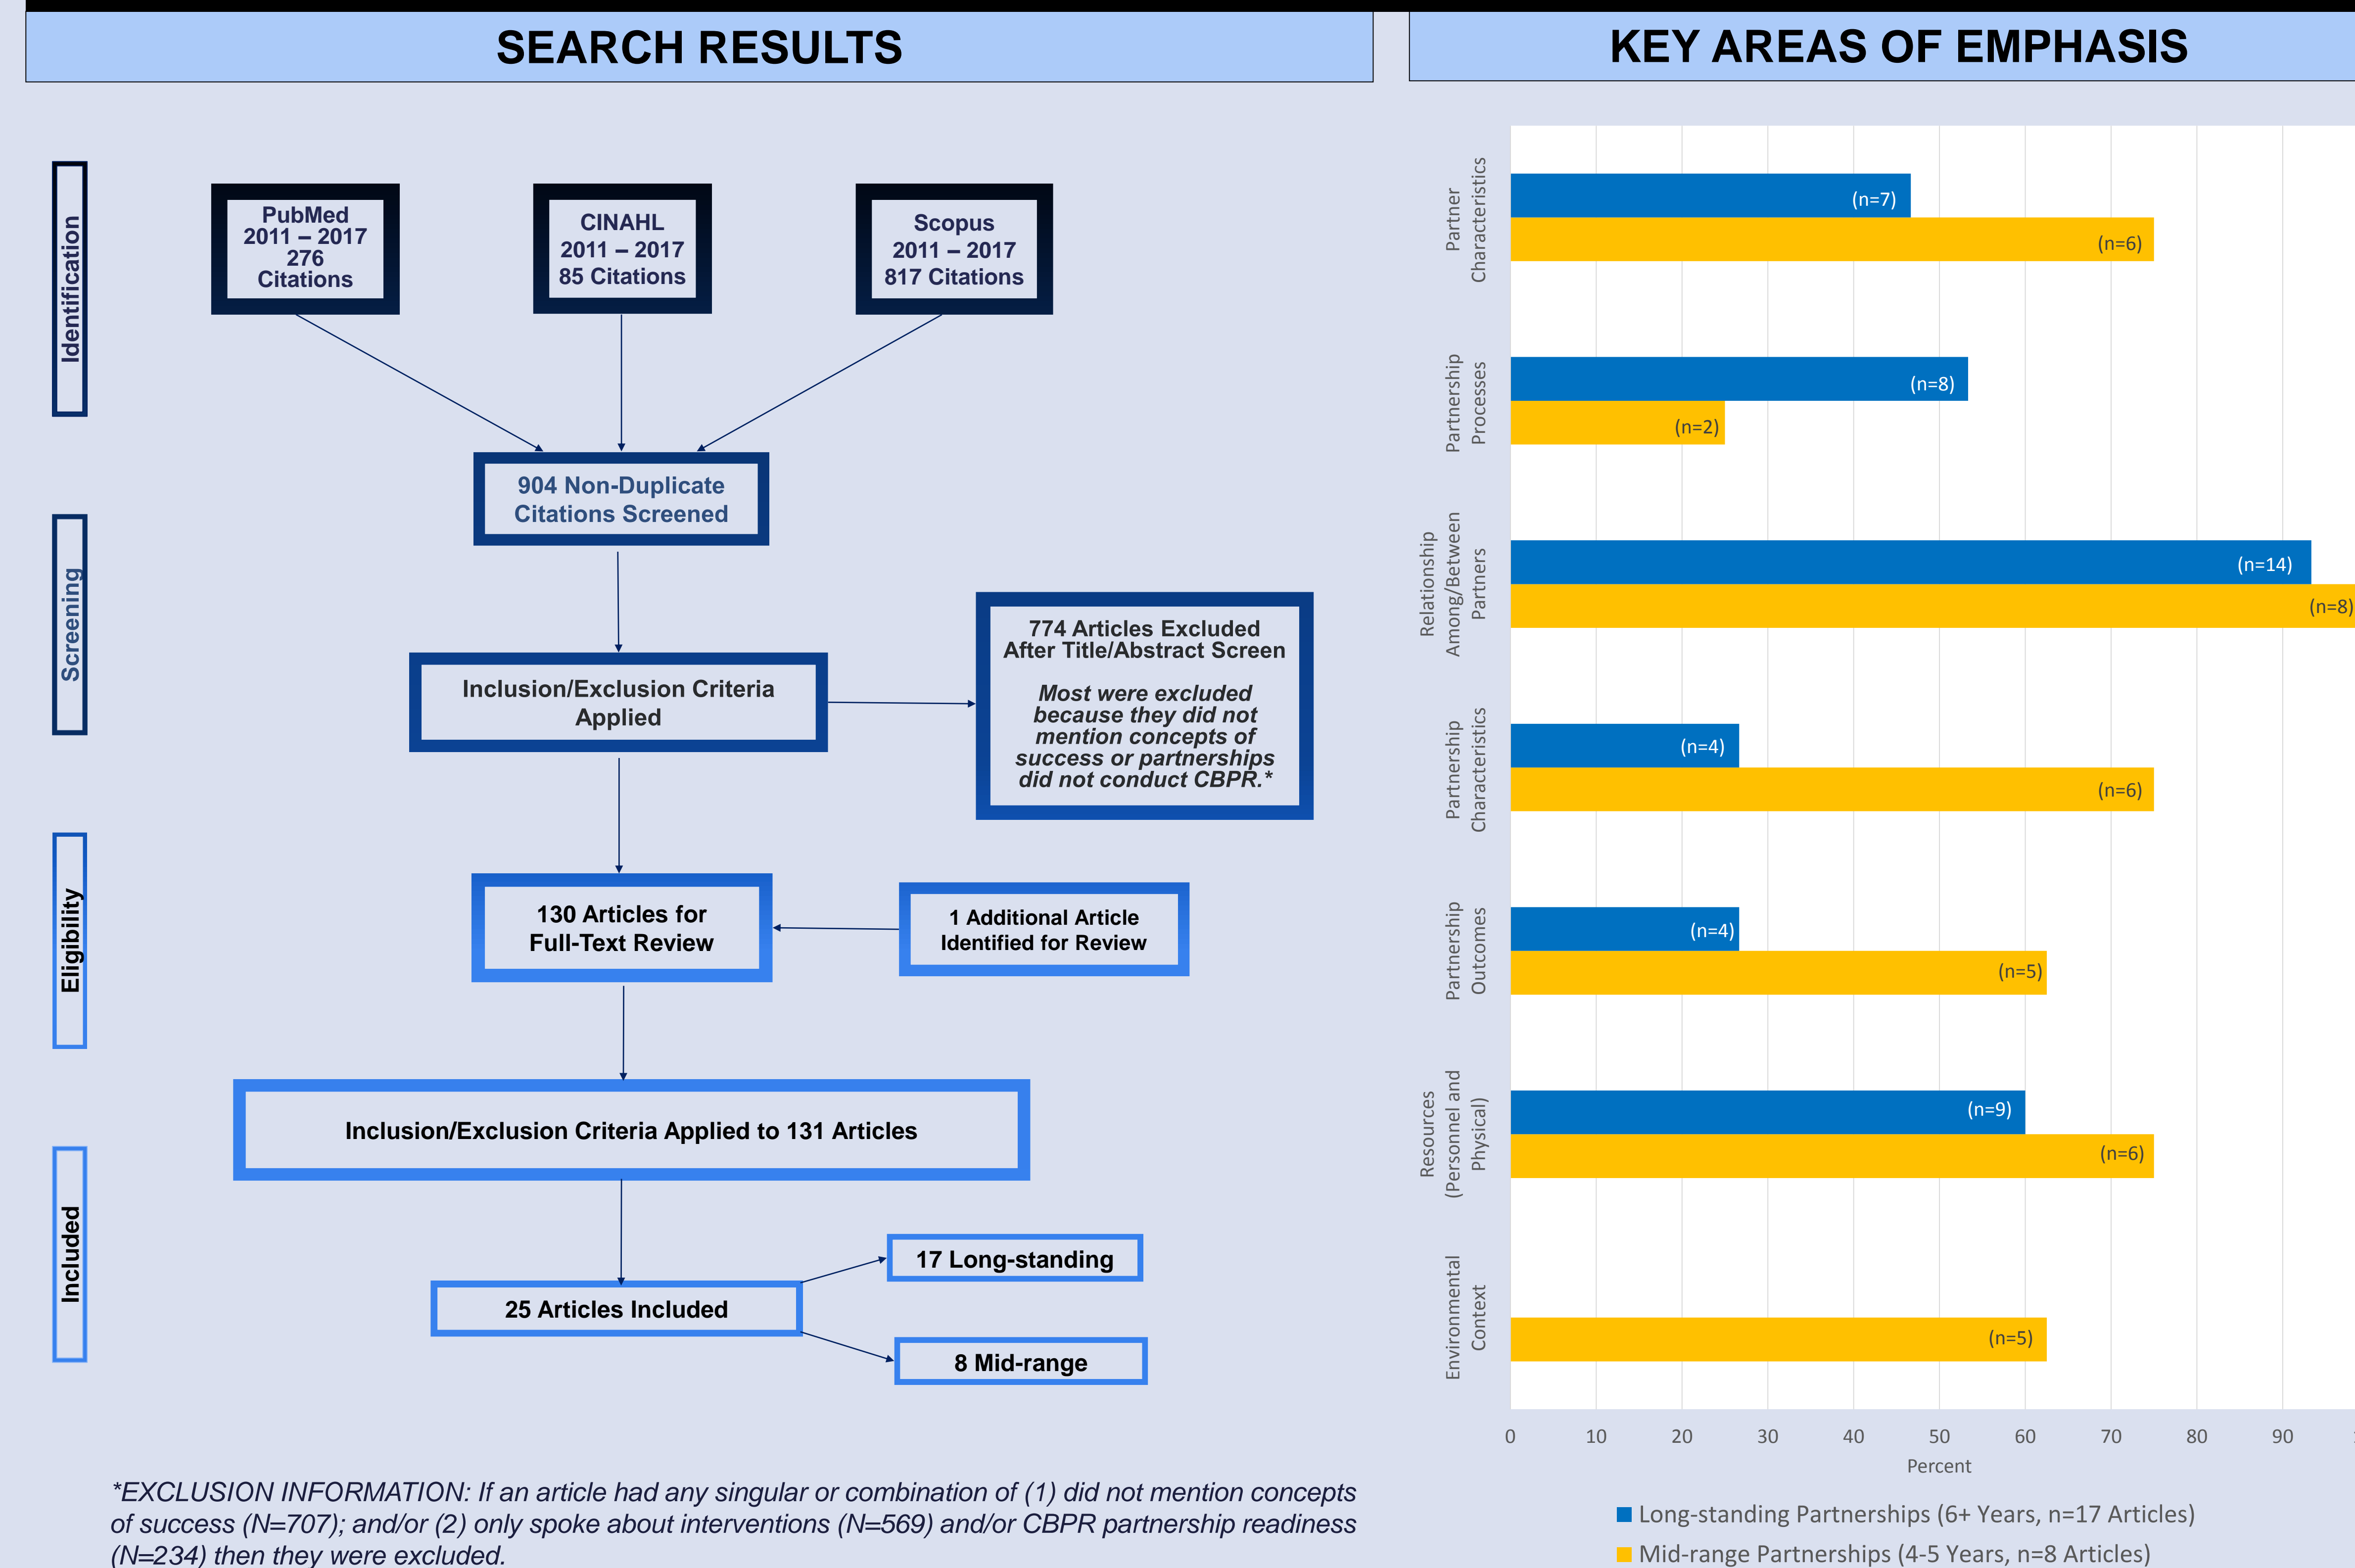 SEARCH RESULTS
Identification
PubMed
2011 – 2017
276
Citations
CINAHL
2011 – 2017
85 Citations
Scopus
2011 – 2017
817 Citations
904 Non-Duplicate
Citations Screened
Screening
Inclusion/Exclusion Criteria
Applied
774 Articles Excluded
After Title/Abstract Screen
Most were excluded
because they did not
mention concepts of
success or partnerships
did not conduct CBPR.*
Eligibility
130 Articles for
Full-Text Review
1 Additional Article
Identified for Review
Inclusion/Exclusion Criteria Applied to 131 Articles
Included
25 Articles Included
17 Long-standing
8 Mid-range
*EXCLUSION INFORMATION: If an article had any singular or combination of (1) did not mention concepts
of success (N=707); and/or (2) only spoke about interventions (N=569) and/or CBPR partnership readiness
(N=234) then they were excluded.
KEY AREAS OF EMPHASIS
Partner
Characteristics
(n=7)
(n=6)
Partnership
Processes
(n=8)
(n=2)
Relationship
Among/Between
Partners
(n=14)
(n=8)
Partnership
Characteristics
(n=4)
(n=6)
Partnership
Outcomes
(n=4)
(n=5)
Resources
(Personnel and
Physical)
(n=9)
(n=6)
Environmental
Context
(n=5)
0 10 20 30 40 50 60 70 80 90
Percent
Long-standing Partnerships (6+ Years, n=17 Articles)
Mid-range Partnerships (4-5 Years, n=8 Articles)